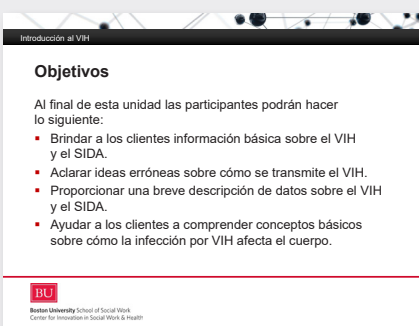 Introducción al VIH
Objetivos
Al final de esta unidad las participantes podrán hacer
lo siguiente:
▪ Brindar a los clientes información básica sobre el VIH
y el SIDA.
▪ Aclarar ideas erróneas sobre cómo se transmite el VIH.
▪ Proporcionar una breve descripción de datos sobre el VIH
y el SIDA.
▪ Ayudar a los clientes a comprender conceptos básicos
sobre cómo la infección por VIH afecta el cuerpo.
BU
Boston University School of Social Work
Center for Innovation in Social Work & Health